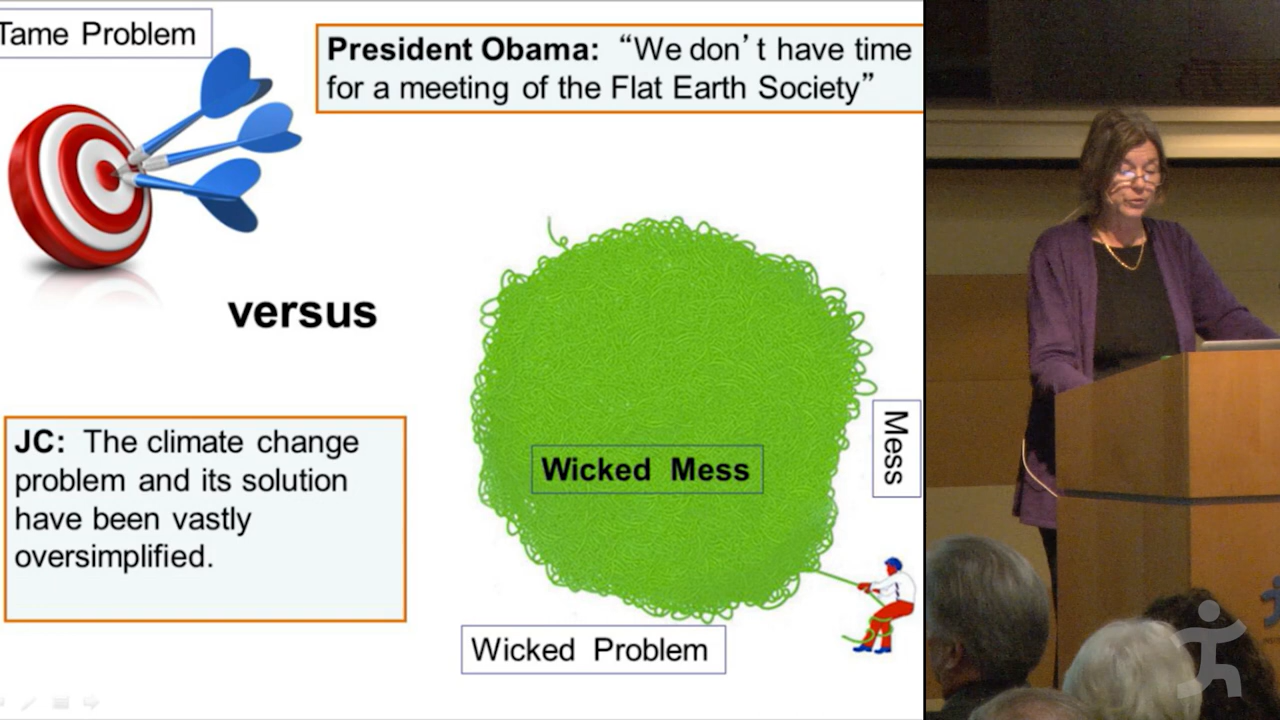 Tame Problem
President Obama: “We don’t have time
for a meeting of the Flat Earth Society”
versus
JC: The climate change
problem and its solution
have been vastly
oversimplified.
Wicked Mess
Mess
Wicked Problem